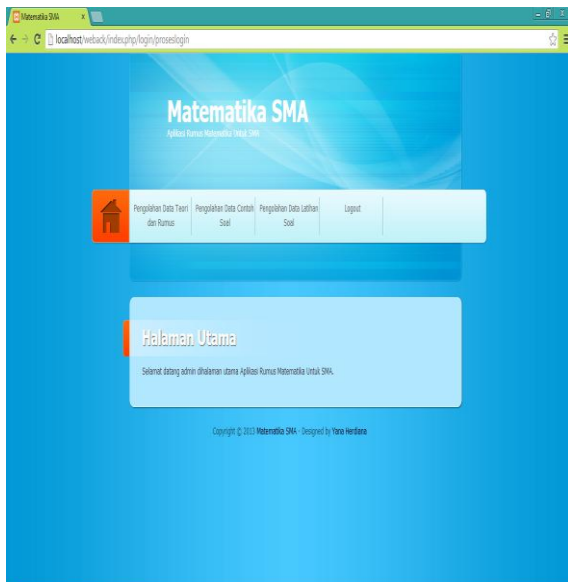 Matematika SMA
localhost/weback/index.php/login/proseslogin
Matematika SMA
Aplikasi Rumus Matematika Untuk SMA
Pengolahan Data Teori
dan Rumus
Pengolahan Data Contoh
Soal
Pengolahan Data Latihan
Soal
Logout
Halaman Utama
Selamat datang admin dihalaman utama Aplikasi Rumus Matematika Untuk SMA.
Copyright © 2013 Matematika SMA - Designed by Yana Herdiana